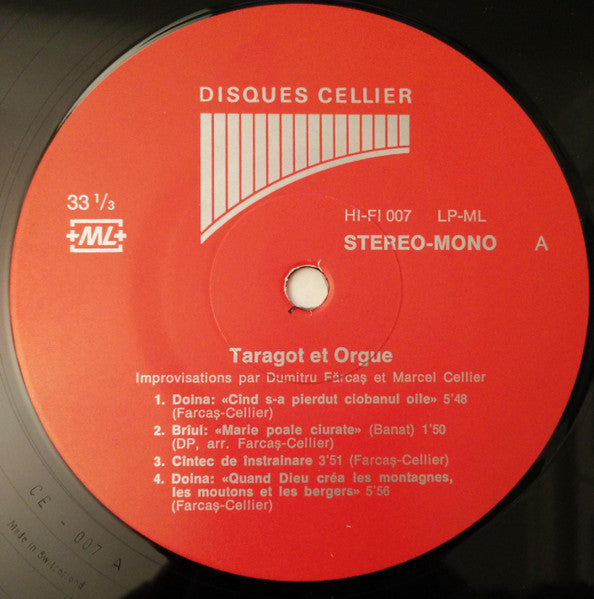 DISQUES CELLIER
33 1/3
+ML+
HI-FI 007 LP-ML
STEREO-MONO A
Taragot et Orgue
Improvisations par Dumitru Fărcaş et Marcel Cellier
1. Doina: «Cînd s-a pierdut ciobanul oile» 5'48
(Farcaş-Cellier)
2. Brîul: «Marie poale ciurate» (Banat) 1'50
(DP, arr. Farcaş-Cellier)
3. Cîntec de înstrainare 3'51 (Farcaş-Cellier)
4. Doina: «Quand Dieu créa les montagnes,
les moutons et les bergers» 5'56
(Farcaş-Cellier)
CE - 007 A
Made in Switzerland